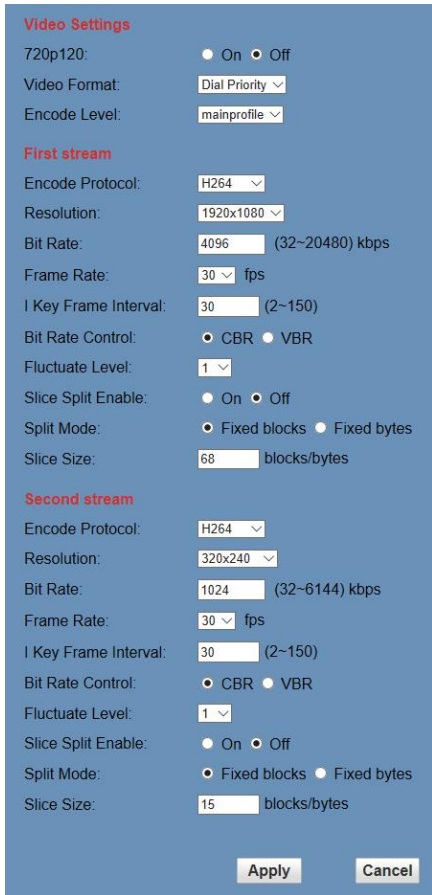 Video Settings
720p120: On Off
Video Format: Dial Priority
Encode Level: mainprofile
First stream
Encode Protocol: H264
Resolution: 1920x1080
Bit Rate: 4096 (32~20480) kbps
Frame Rate: 30 fps
I Key Frame Interval: 30 (2~150)
Bit Rate Control: CBR VBR
Fluctuate Level: 1
Slice Split Enable: On Off
Split Mode: Fixed blocks Fixed bytes
Slice Size: 68 blocks/bytes
Second stream
Encode Protocol: H264
Resolution: 320x240
Bit Rate: 1024 (32~6144) kbps
Frame Rate: 30 fps
I Key Frame Interval: 30 (2~150)
Bit Rate Control: CBR VBR
Fluctuate Level: 1
Slice Split Enable: On Off
Split Mode: Fixed blocks Fixed bytes
Slice Size: 15 blocks/bytes
Apply Cancel